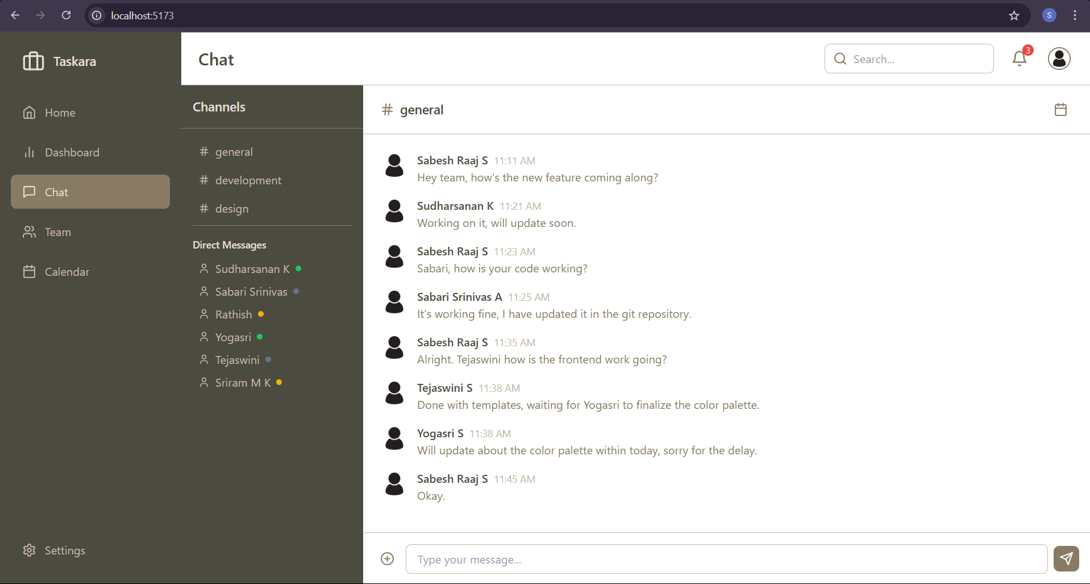 localhost:5173
S
Taskara
Home
Dashboard
Chat
Team
Calendar
Settings
Chat
Search...
3
Channels
# general
# development
# design
Direct Messages
Sudharsanan K
Sabari Srinivas
Rathish
Yogasri
Tejaswini
Sriram M K
# general
Sabesh Raaj S 11:11 AM
Hey team, how's the new feature coming along?
Sudharsanan K 11:21 AM
Working on it, will update soon.
Sabesh Raaj S 11:23 AM
Sabari, how is your code working?
Sabari Srinivas A 11:25 AM
It's working fine, I have updated it in the git repository.
Sabesh Raaj S 11:35 AM
Alright. Tejaswini how is the frontend work going?
Tejaswini S 11:38 AM
Done with templates, waiting for Yogasri to finalize the color palette.
Yogasri S 11:38 AM
Will update about the color palette within today, sorry for the delay.
Sabesh Raaj S 11:45 AM
Okay.
Type your message...